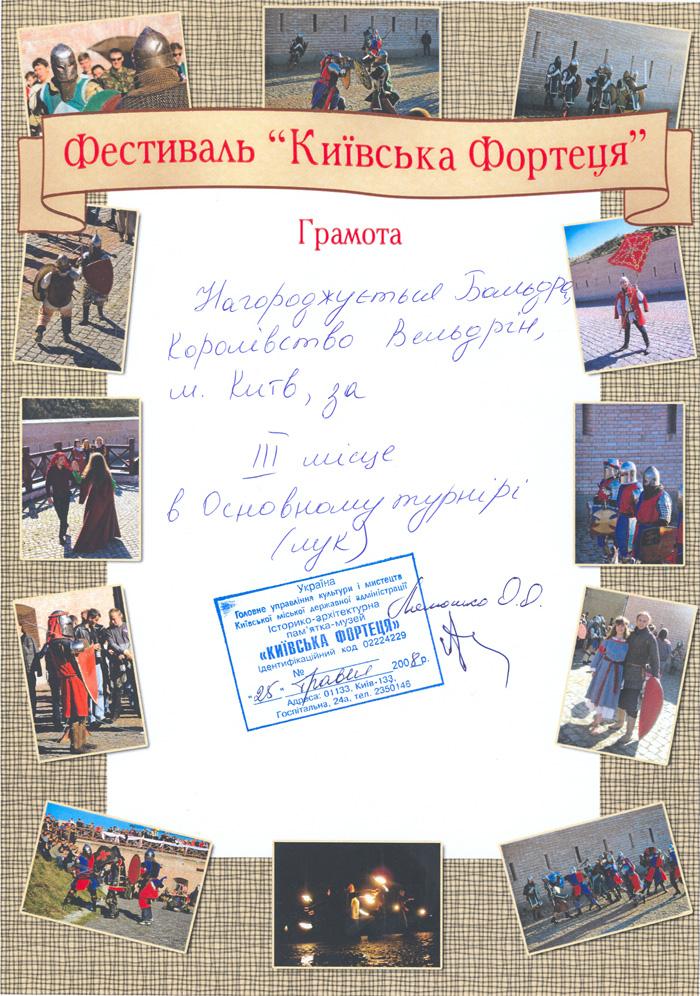 Фестиваль "Київська Фортеця"
Грамота
Нагороджується Бальдра,
Королівство Вельдрін,
м. Київ, за
III місце
в Основному турнірі
(лук)
Україна
Головне управління культури і мистецтв
Київської міської державної адміністрації
Історико-архітектурна
пам'ятка-музей
«КИЇВСЬКА ФОРТЕЦЯ»
ідентифікаційний код 02224229
№
"25" травня 2008 р.
Адреса: 01133, Київ-133,
Госпітальна, 24а, тел. 2350146
О.О.